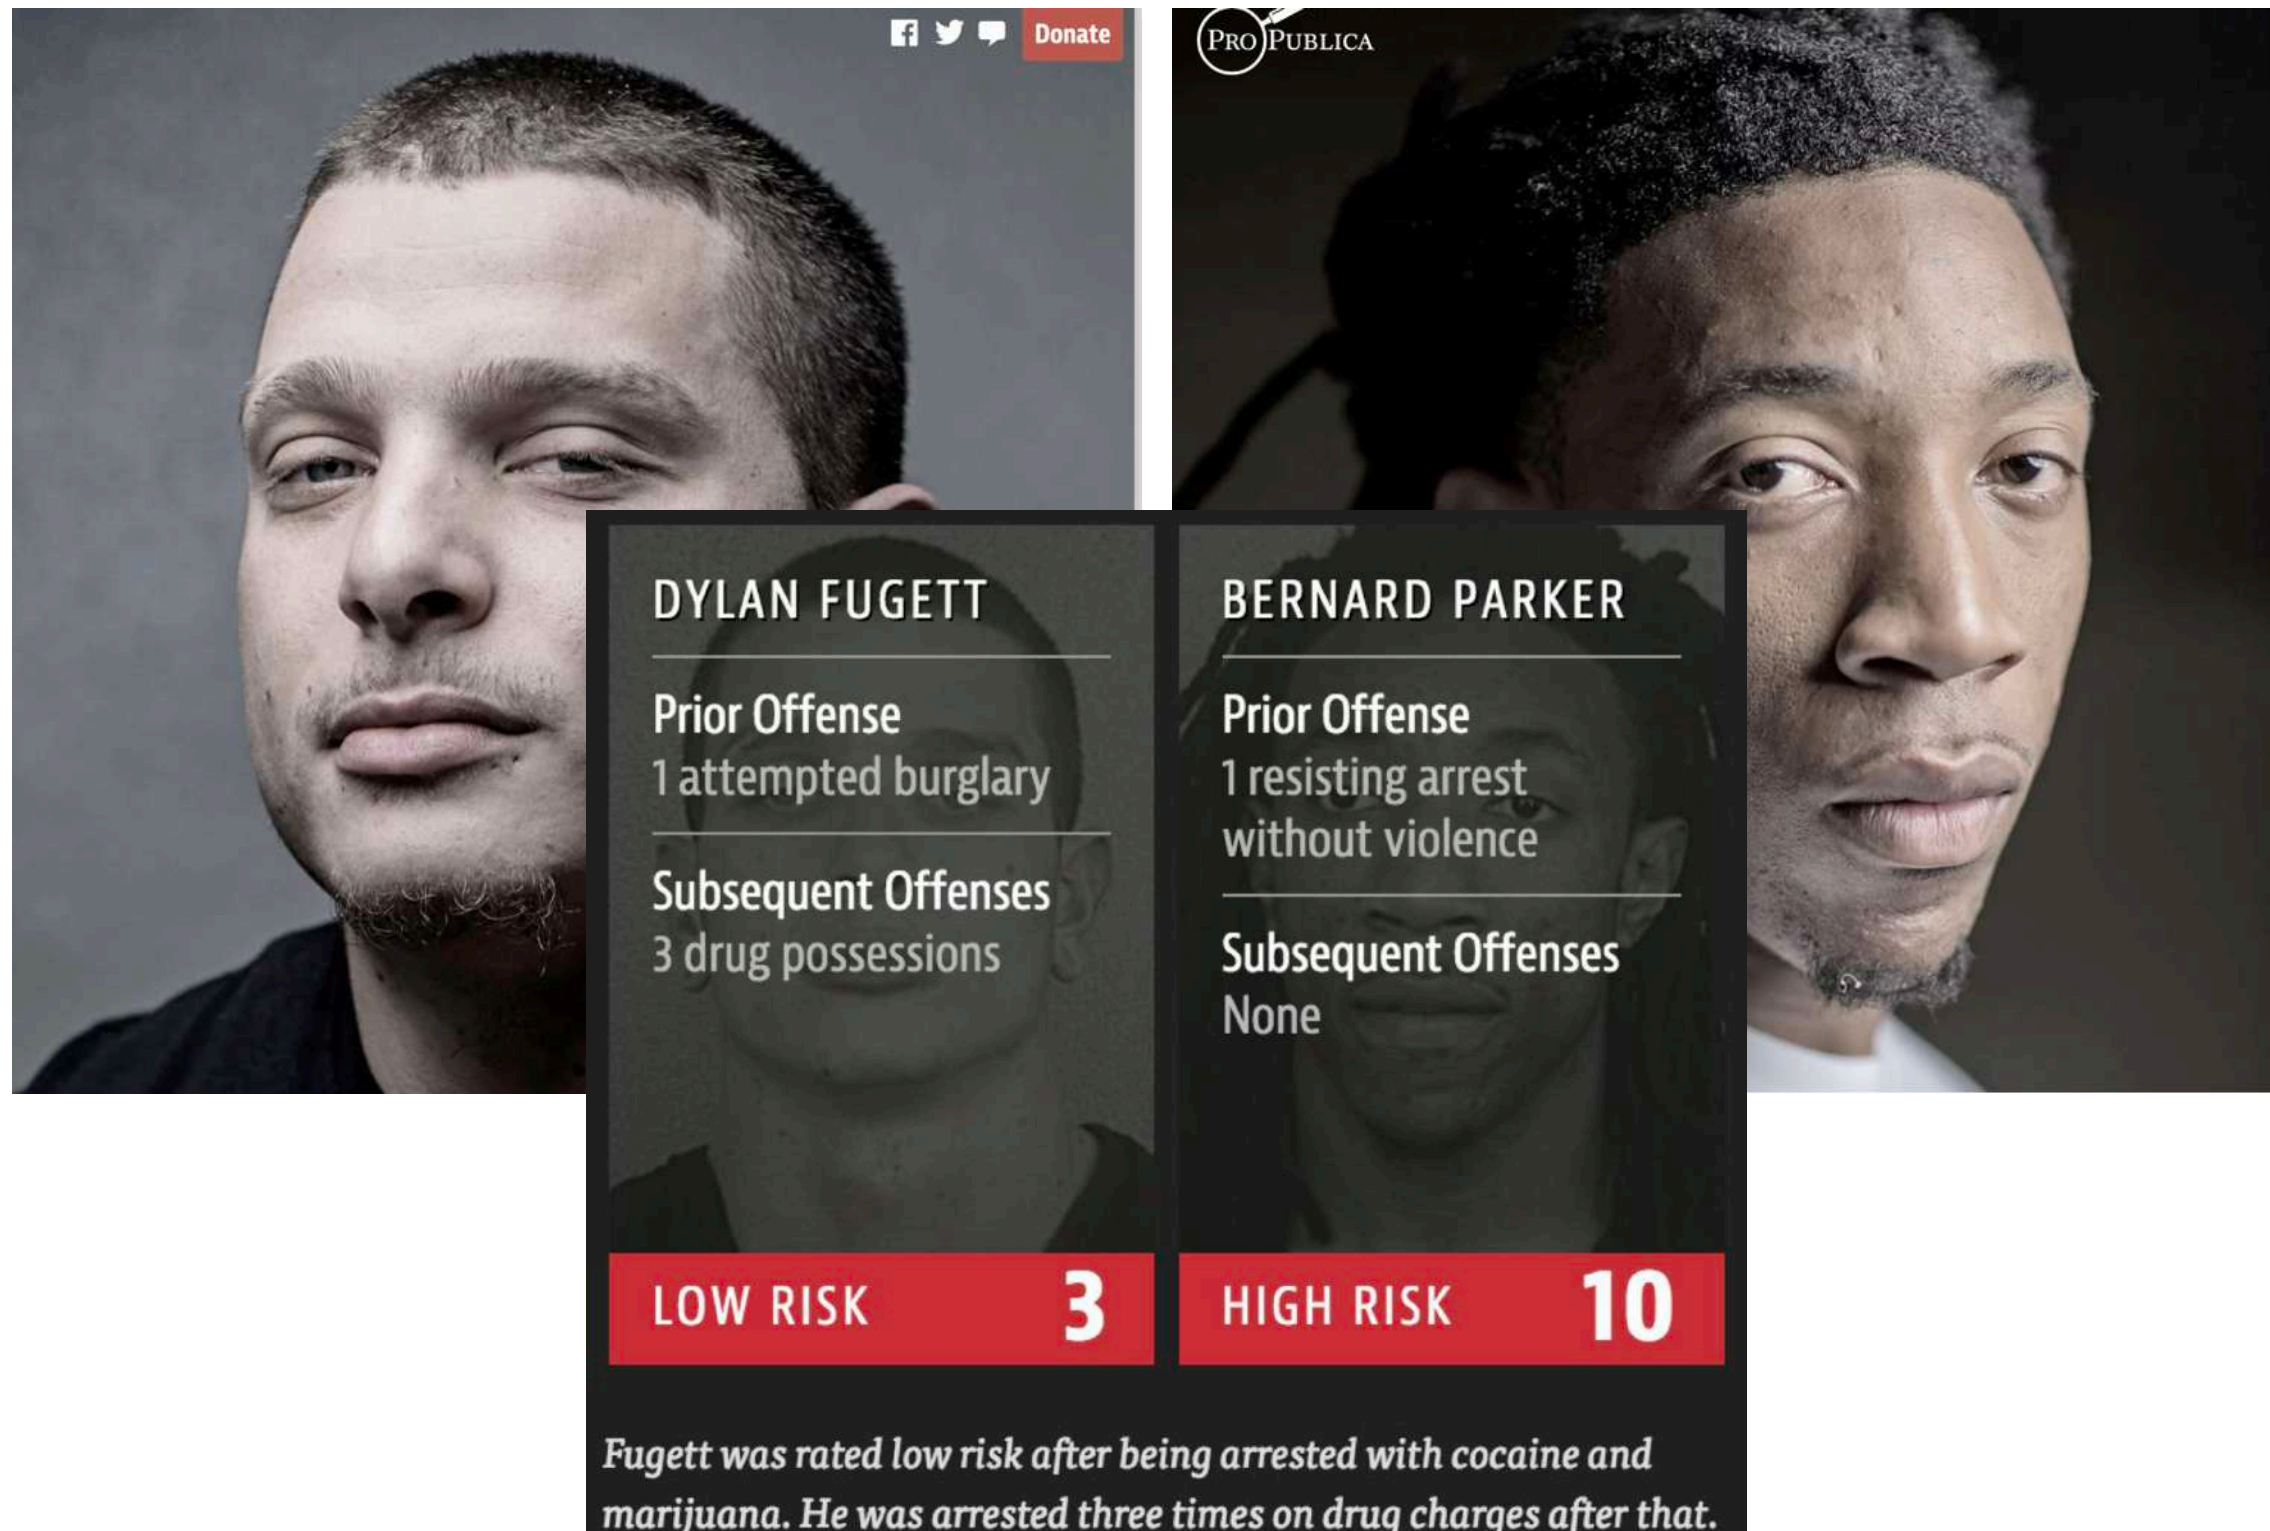 Donate
PROPUBLICA
DYLAN FUGETT
Prior Offense
1 attempted burglary
Subsequent Offenses
3 drug possessions
LOW RISK 3
BERNARD PARKER
Prior Offense
1 resisting arrest
without violence
Subsequent Offenses
None
HIGH RISK 10
Fugett was rated low risk after being arrested with cocaine and
marijuana. He was arrested three times on drug charges after that.